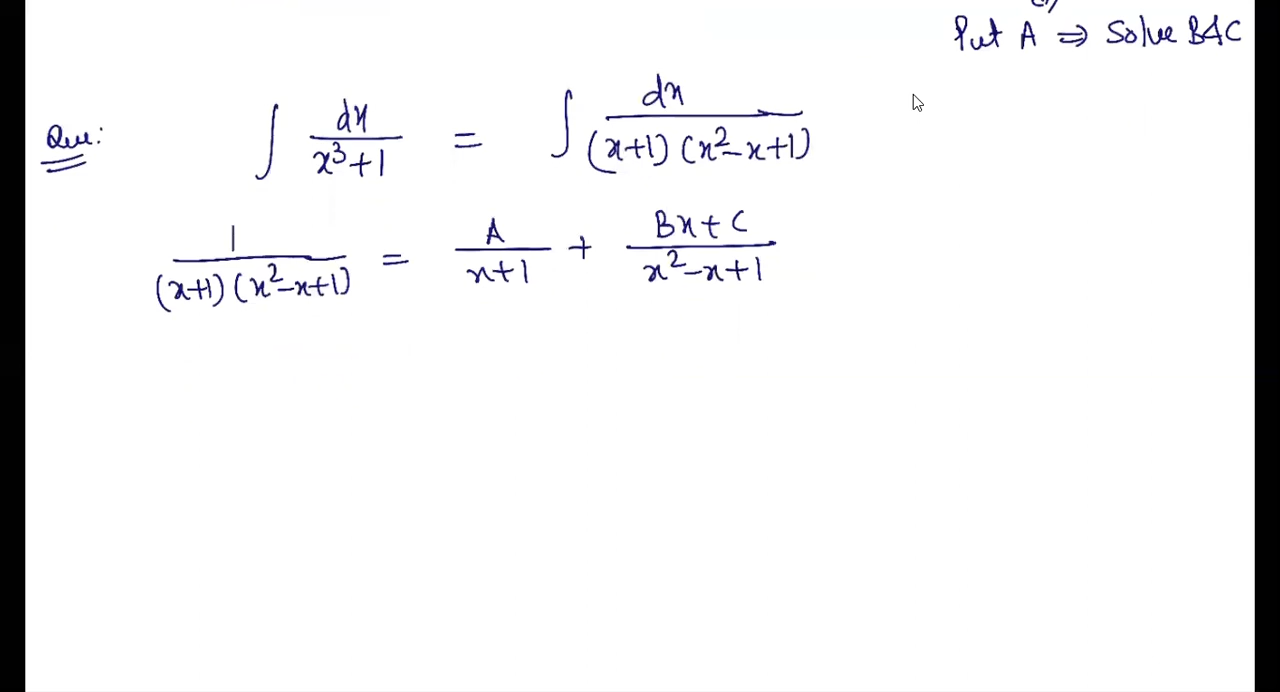 Put A ⇒ Solve B&C
Que: ∫ dx/(x³+1) = ∫ dx/((x+1)(x²-x+1))
1/((x+1)(x²-x+1)) = A/(x+1) + (Bx+C)/(x²-x+1)